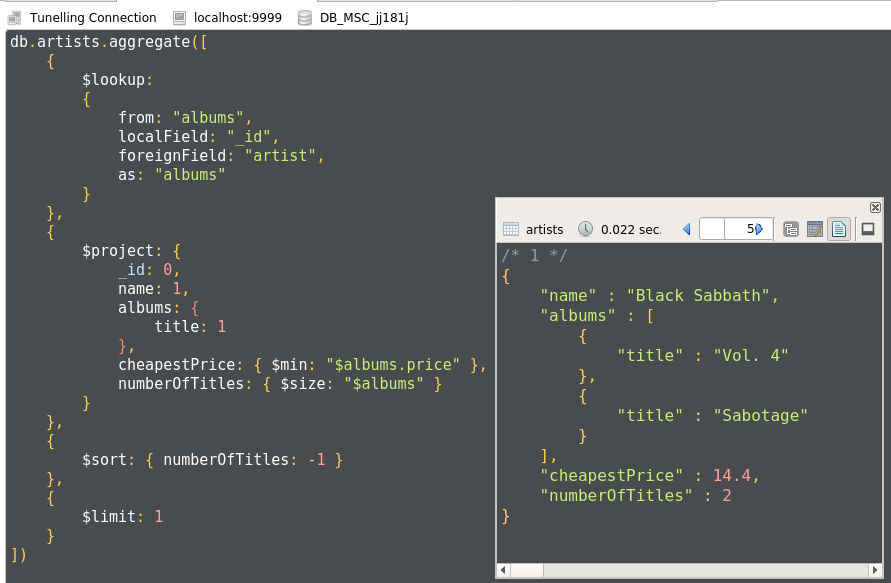 Tunelling Connection localhost:9999 DB_MSC_jj181j
db.artists.aggregate([
    {
        $lookup:
        {
            from: "albums",
            localField: "_id",
            foreignField: "artist",
            as: "albums"
        }
    },
    {
        $project: {
            _id: 0,
            name: 1,
            albums: {
                title: 1
            },
            cheapestPrice: { $min: "$albums.price" },
            numberOfTitles: { $size: "$albums" }
        }
    },
    {
        $sort: { numberOfTitles: -1 }
    },
    {
        $limit: 1
    }
])
artists 0.022 sec. 50
/* 1 */
{
    "name" : "Black Sabbath",
    "albums" : [
        {
            "title" : "Vol. 4"
        },
        {
            "title" : "Sabotage"
        }
    ],
    "cheapestPrice" : 14.4,
    "numberOfTitles" : 2
}